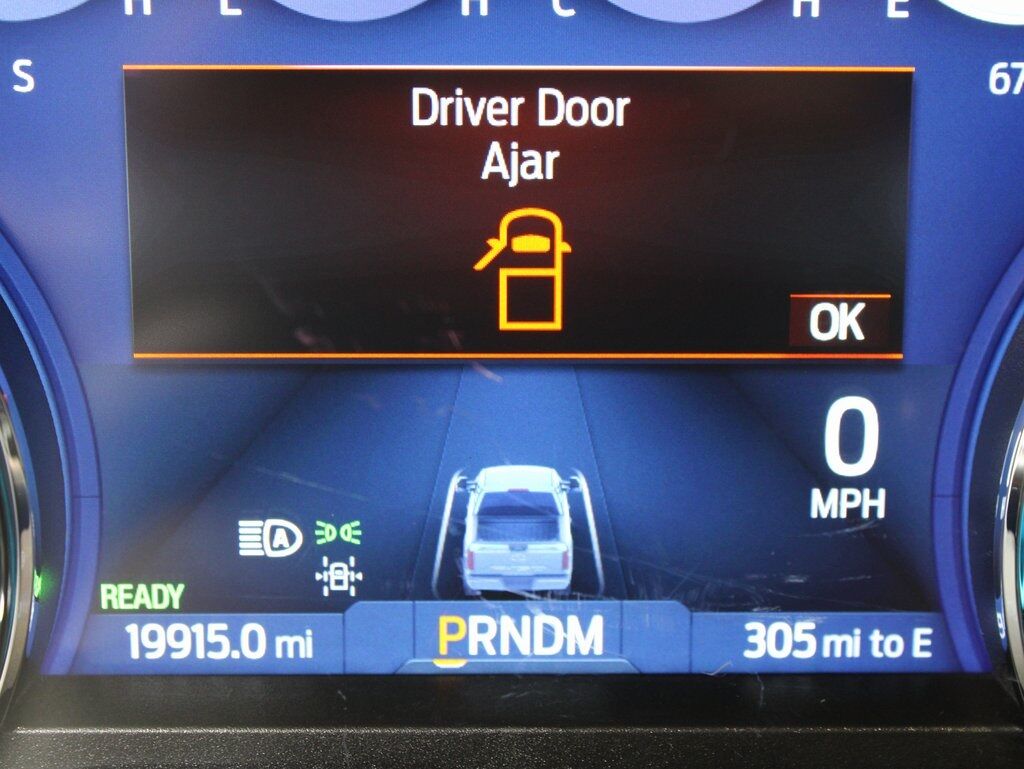 H E H C H E
S
67
Driver Door
Ajar
OK
0
MPH
A
READY
19915.0 mi
PRNDM
305 mi to E